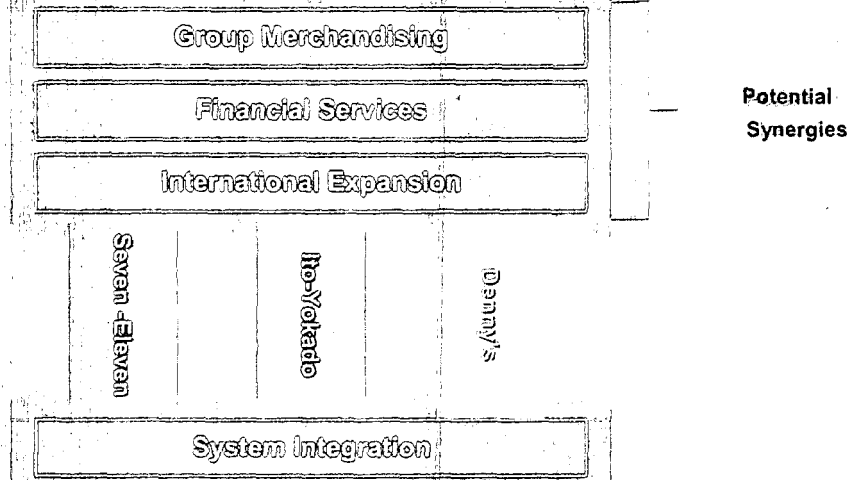 Group Merchandising
Financial Services
International Expansion
Potential
Synergies
Seven -Eleven
Ito-Yokado
Denny's
System Integration